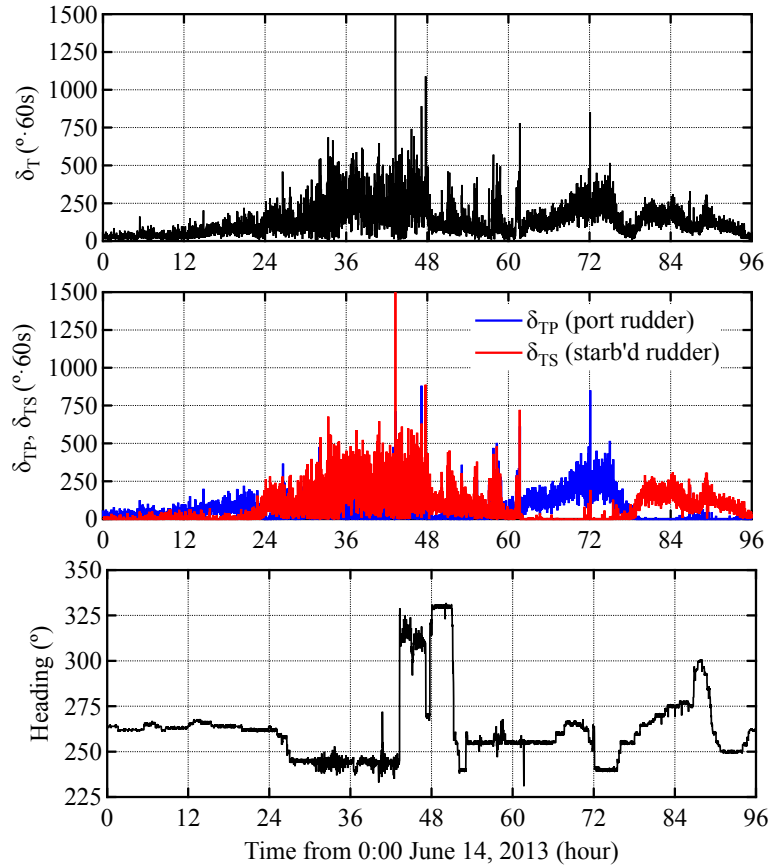 1500
1250
1000
750
500
250
0
δT (º·60s)
0 12 24 36 48 60 72 84 96
1500
1250
1000
750
500
250
0
δTP, δTS (º·60s)
δTP (port rudder)
δTS (starb'd rudder)
0 12 24 36 48 60 72 84 96
350
325
300
275
250
225
Heading (º)
0 12 24 36 48 60 72 84 96
Time from 0:00 June 14, 2013 (hour)